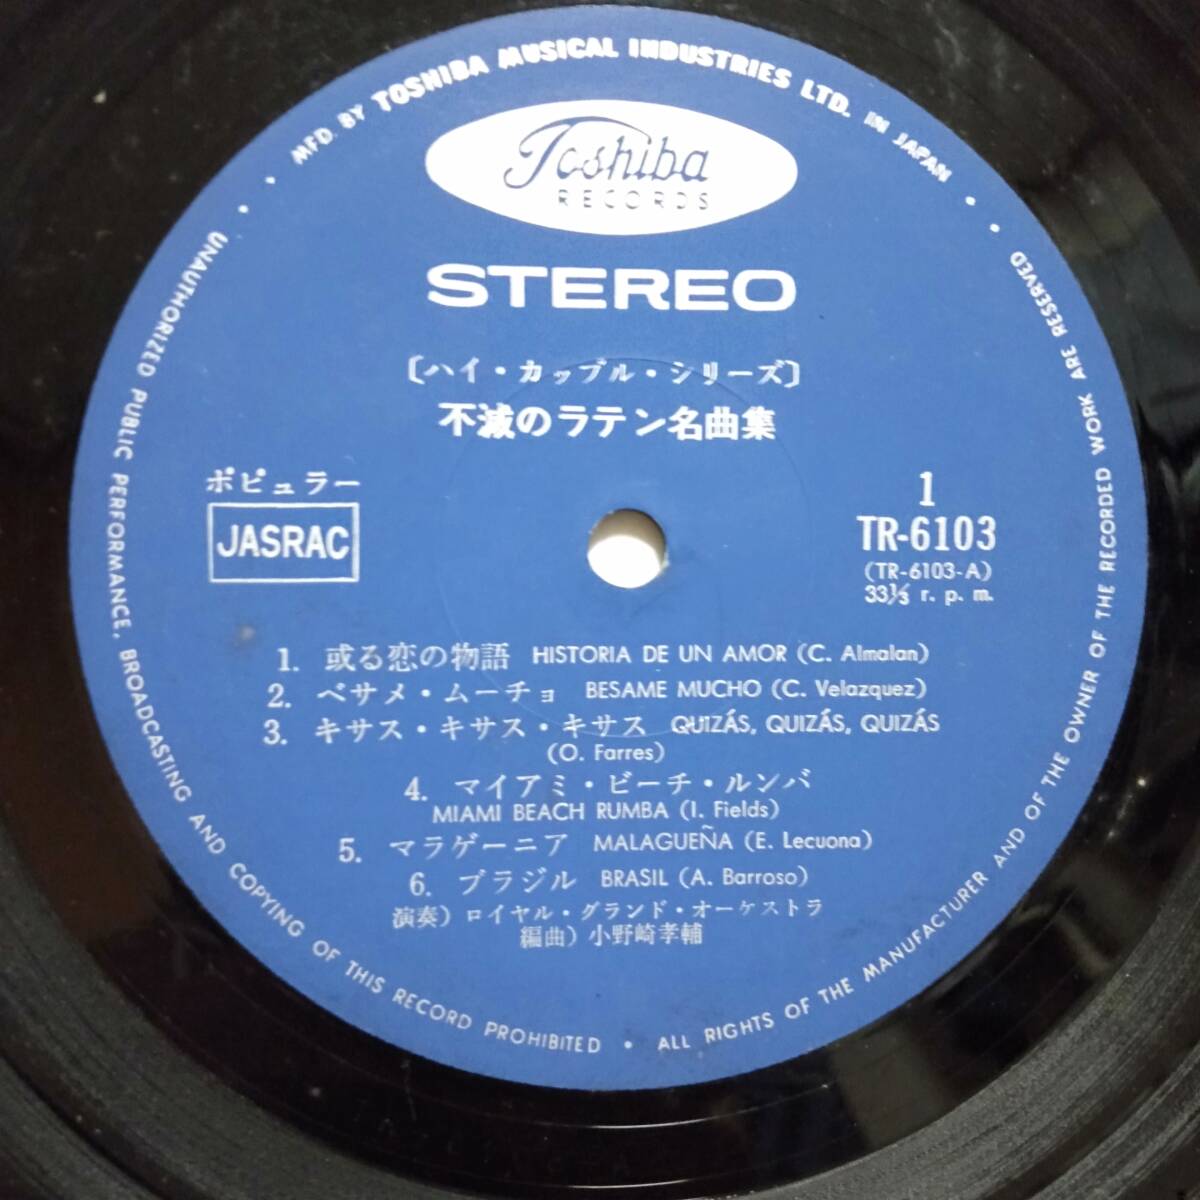 MFD. BY TOSHIBA MUSICAL INDUSTRIES LTD. IN JAPAN
Toshiba
RECORDS
STEREO
〔ハイ・カップル・シリーズ〕
不滅のラテン名曲集
ポピュラー
JASRAC
1
TR-6103
(TR-6103-A)
33⅓ r. p. m.
1. 或る恋の物語 HISTORIA DE UN AMOR (C. Almalan)
2. ベサメ・ムーチョ BESAME MUCHO (C. Velazquez)
3. キサス・キサス・キサス QUIZÁS, QUIZÁS, QUIZÁS
(O. Farres)
4. マイアミ・ビーチ・ルンバ
MIAMI BEACH RUMBA (I. Fields)
5. マラゲーニア MALAGUEÑA (E. Lecuona)
6. ブラジル BRASIL (A. Barroso)
演奏) ロイヤル・グランド・オーケストラ
編曲) 小野崎孝輔
UNAUTHORIZED PUBLIC PERFORMANCE, BROADCASTING AND COPYING OF THIS RECORD PROHIBITED • ALL RIGHTS OF THE MANUFACTURER AND OF THE OWNER OF THE RECORDED WORK ARE RESERVED